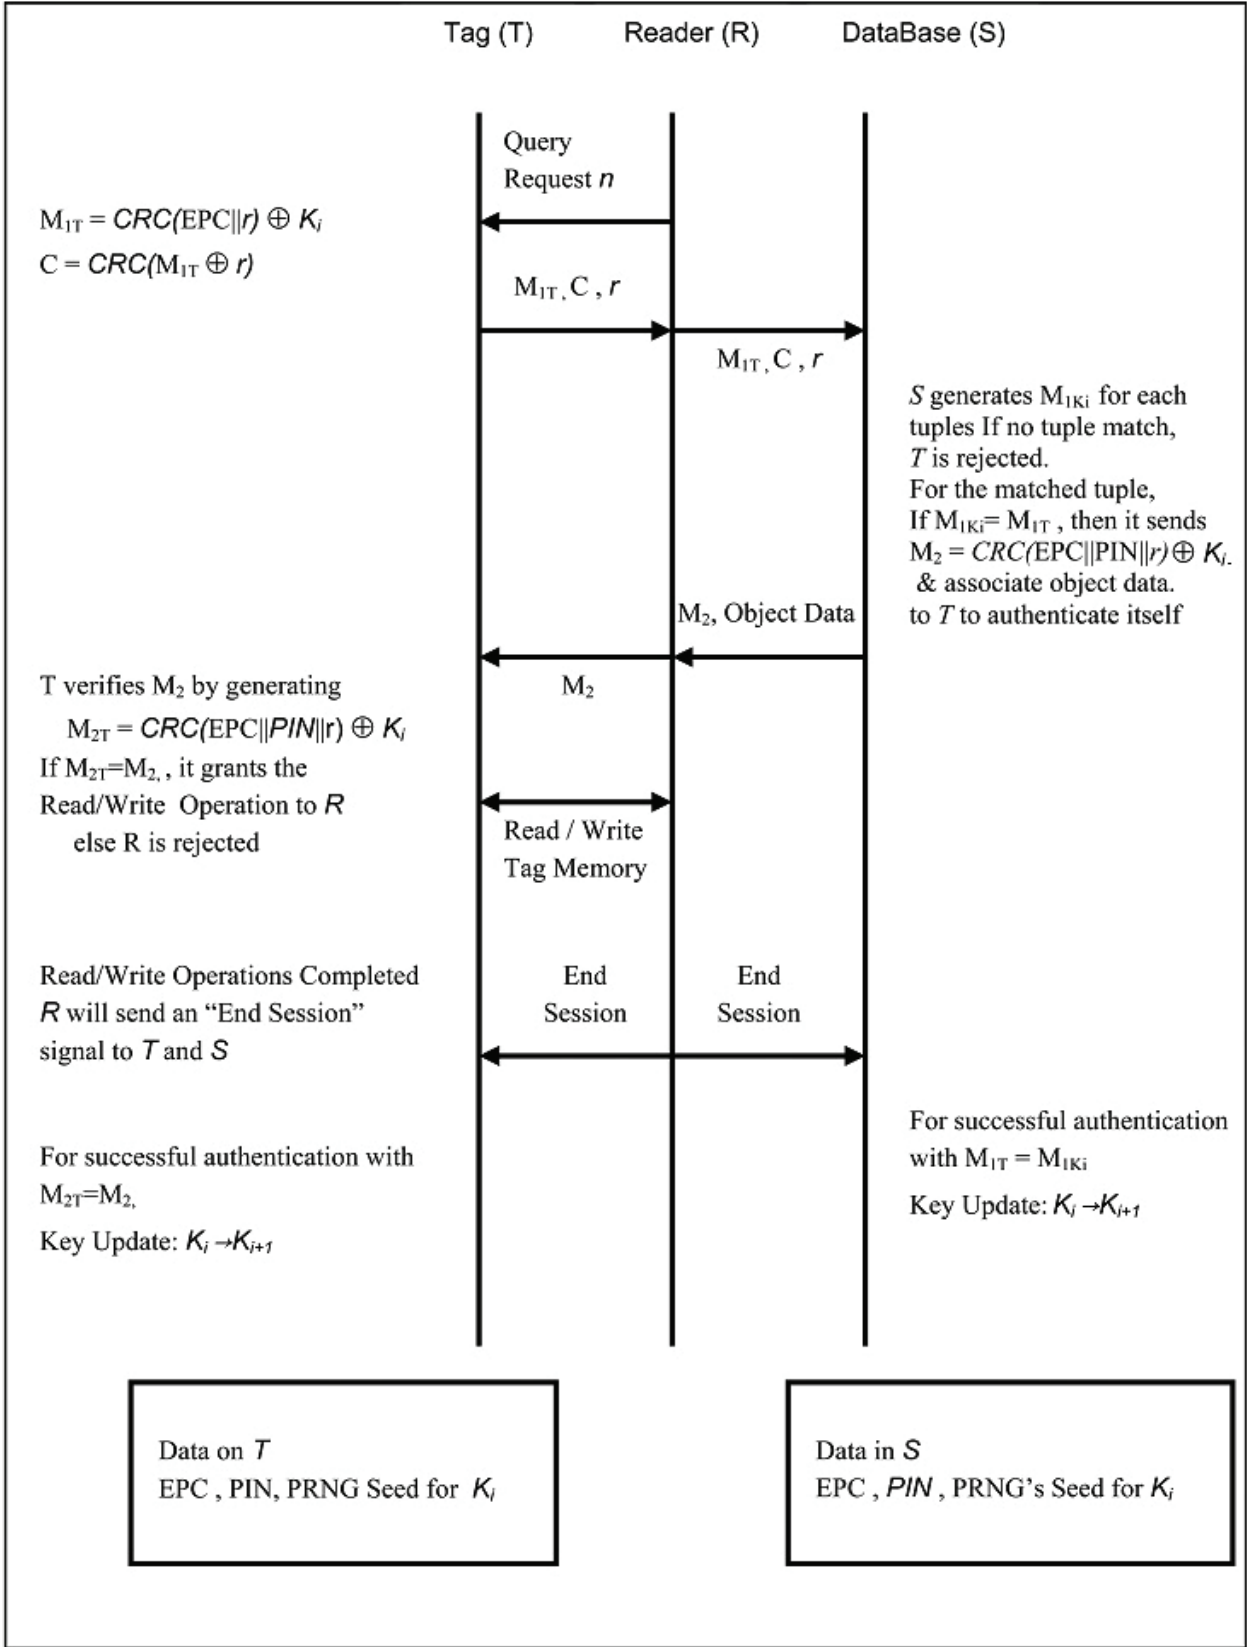 Tag (T) Reader (R) DataBase (S)
Query
Request n
M1T = CRC(EPC||r) ⊕ Ki
C = CRC(M1T ⊕ r)
M1T, C , r
M1T, C , r
S generates M1Ki for each
tuples If no tuple match,
T is rejected.
For the matched tuple,
If M1Ki= M1T , then it sends
M2 = CRC(EPC||PIN||r)⊕ Ki.
& associate object data.
to T to authenticate itself
M2, Object Data
M2
T verifies M2 by generating
M2T = CRC(EPC||PIN||r) ⊕ Ki
If M2T=M2, , it grants the
Read/Write Operation to R
else R is rejected
Read / Write
Tag Memory
Read/Write Operations Completed
R will send an “End Session”
signal to T and S
End
Session
End
Session
For successful authentication
with M1T = M1Ki
Key Update: Ki →Ki+1
For successful authentication with
M2T=M2,
Key Update: Ki →Ki+1
Data on T
EPC , PIN, PRNG Seed for Ki
Data in S
EPC , PIN , PRNG’s Seed for Ki